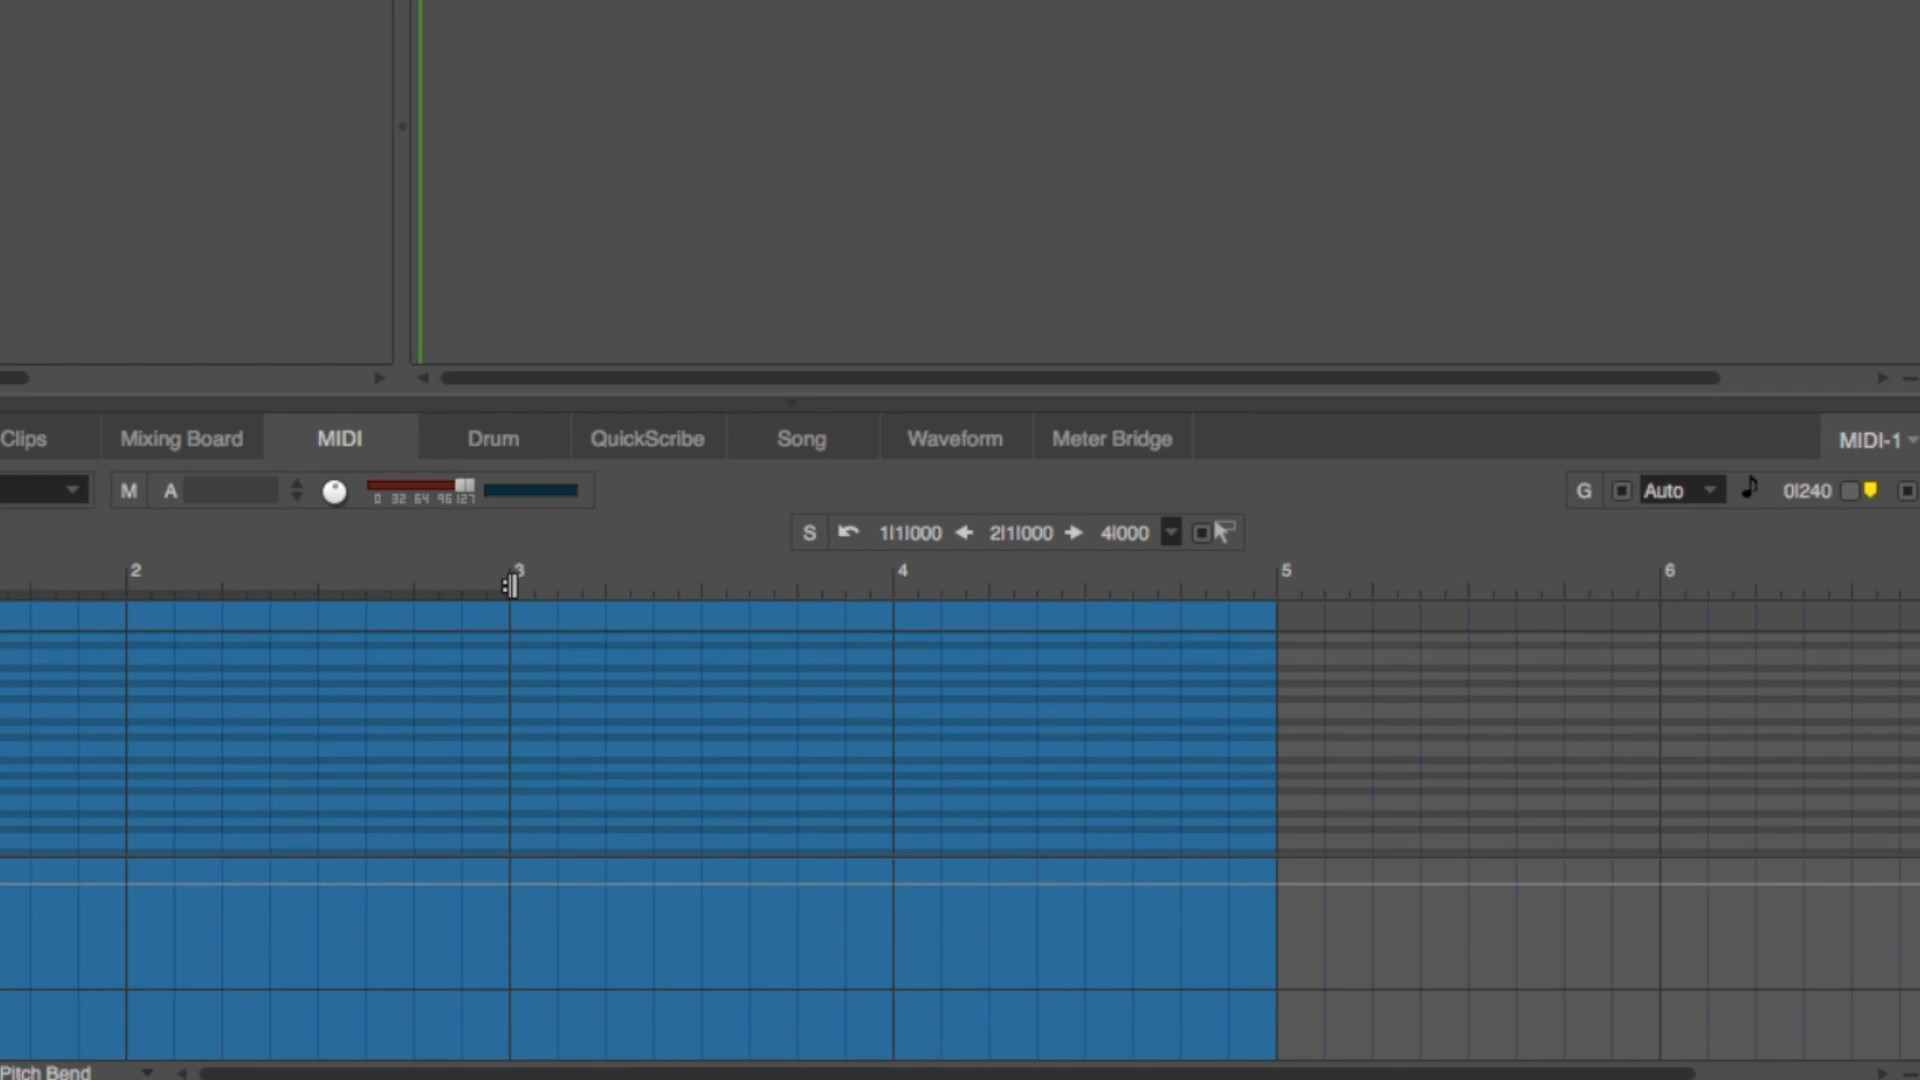 Clips Mixing Board MIDI Drum QuickScribe Song Waveform Meter Bridge MIDI-1
M A 0 32 64 96 127 G Auto 0|240
S 1|1|000 2|1|000 4|000
2 3 4 5 6
Pitch Bend